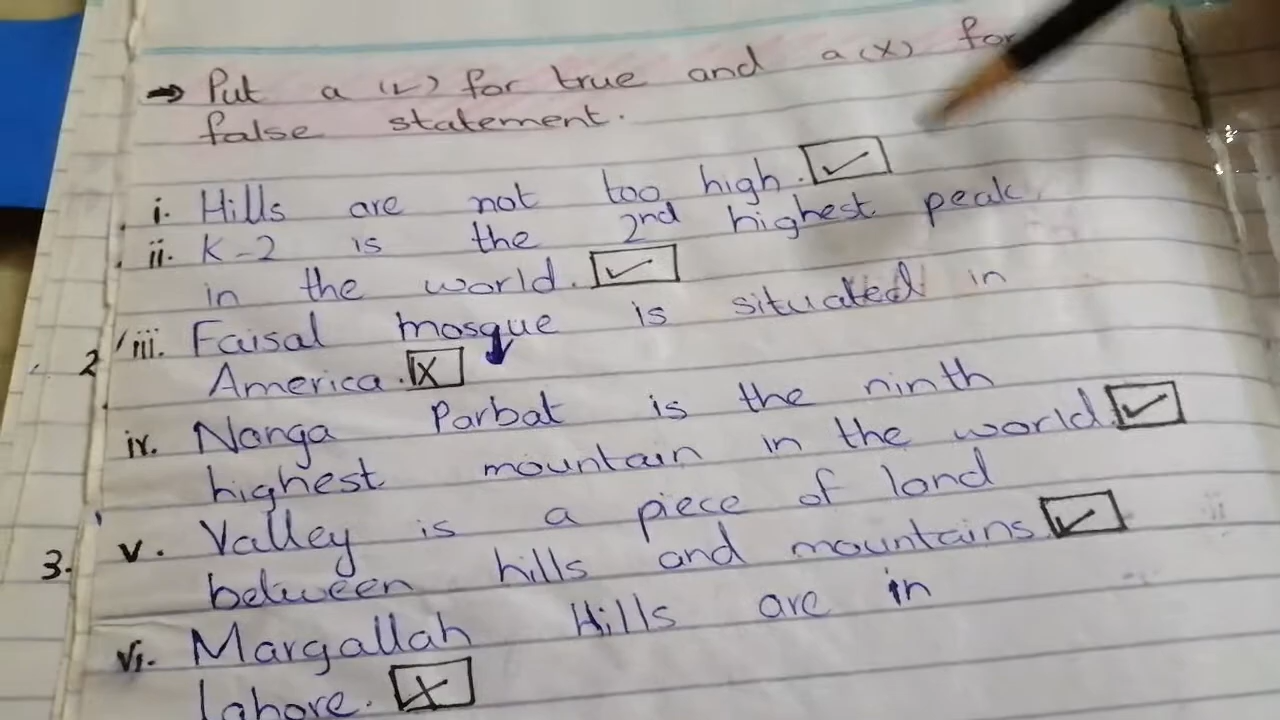 → Put a (✓) for true and a (X) for
false statement.
i. Hills are not too high. ✓
ii. K-2 is the 2nd highest peak
in the world. ✓
iii. Faisal mosque is situated in
2
America. X
iv. Nanga Parbat is the ninth
highest mountain in the world. ✓
v. Valley is a piece of land
3.
between hills and mountains. ✓
vi. Margallah Hills are in
lahore. X